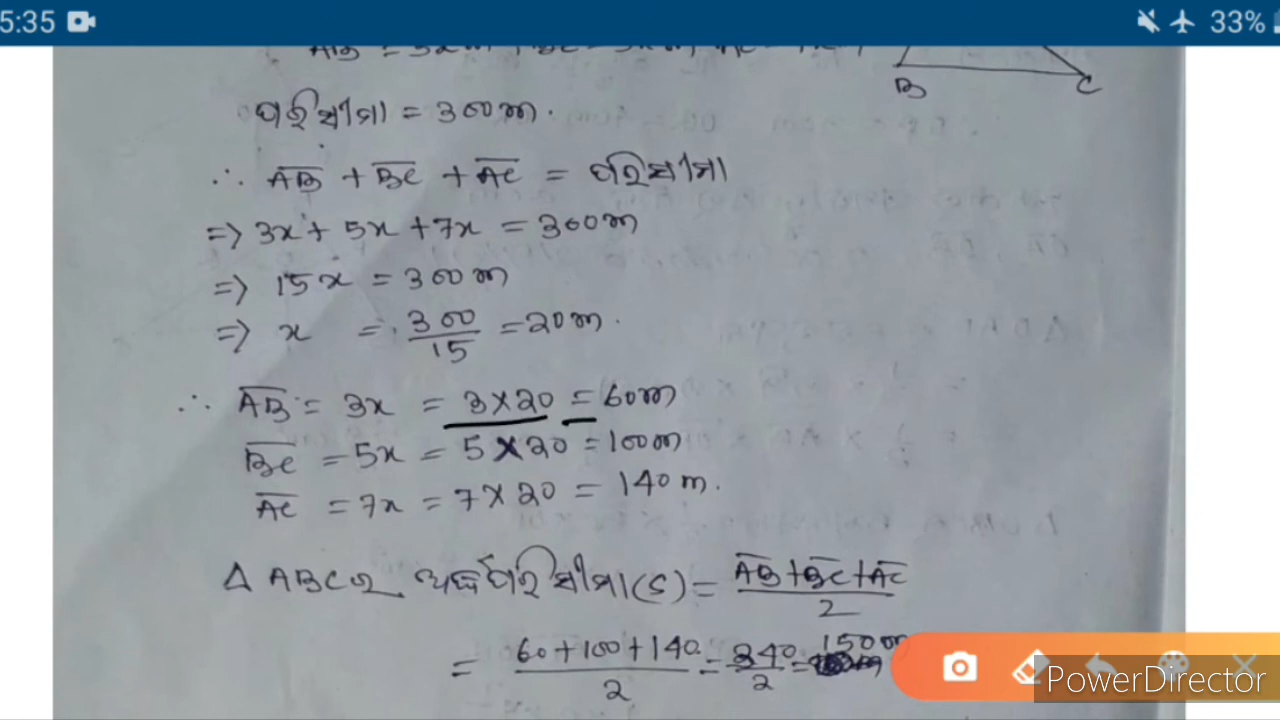 5:35 33%
B C
ପରିସୀମା = 300m.
∴ AB + BC + AC = ପରିସୀମା
=> 3x + 5x + 7x = 300m
=> 15x = 300m
=> x = 300/15 = 20m.
∴ AB = 3x = 3×20 = 60m
BC = 5x = 5×20 = 100m
AC = 7x = 7×20 = 140m.
Δ ABCର ଅର୍ଦ୍ଧପରିସୀମା(S) = AB+BC+AC/2
= 60+100+140/2 = 340/2 = 150m
PowerDirector